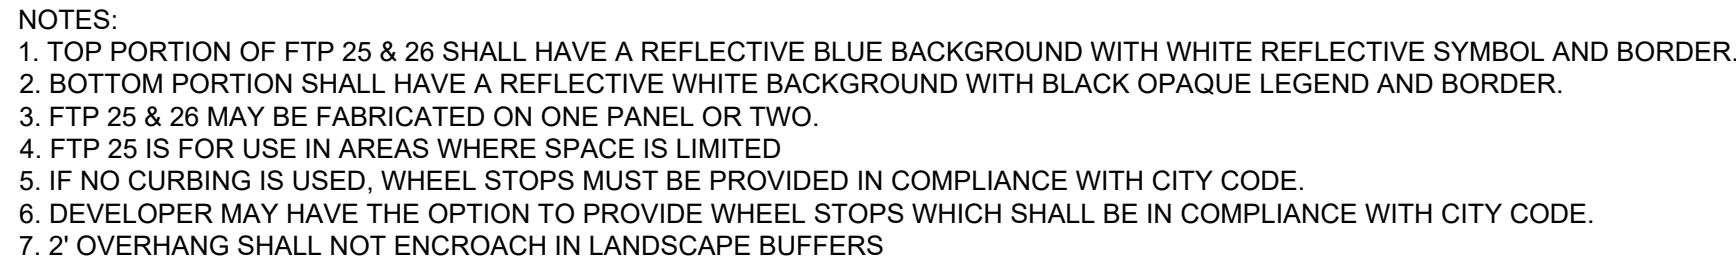 NOTES:
1. TOP PORTION OF FTP 25 & 26 SHALL HAVE A REFLECTIVE BLUE BACKGROUND WITH WHITE REFLECTIVE SYMBOL AND BORDER.
2. BOTTOM PORTION SHALL HAVE A REFLECTIVE WHITE BACKGROUND WITH BLACK OPAQUE LEGEND AND BORDER.
3. FTP 25 & 26 MAY BE FABRICATED ON ONE PANEL OR TWO.
4. FTP 25 IS FOR USE IN AREAS WHERE SPACE IS LIMITED
5. IF NO CURBING IS USED, WHEEL STOPS MUST BE PROVIDED IN COMPLIANCE WITH CITY CODE.
6. DEVELOPER MAY HAVE THE OPTION TO PROVIDE WHEEL STOPS WHICH SHALL BE IN COMPLIANCE WITH CITY CODE.
7. 2' OVERHANG SHALL NOT ENCROACH IN LANDSCAPE BUFFERS